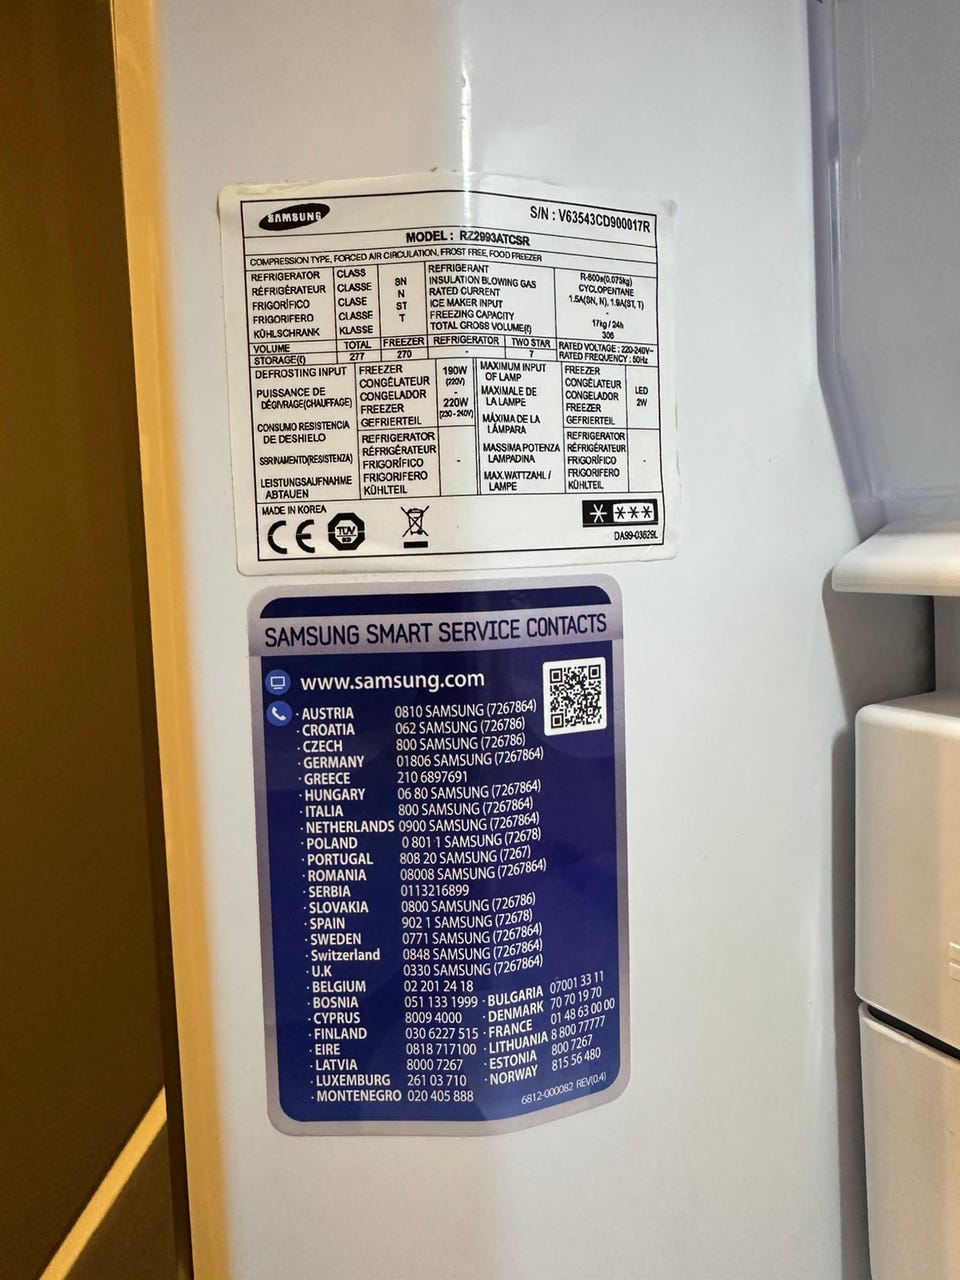 SAMSUNG
S/N : V63543CD900017R
MODEL : RZ2993ATCSR
COMPRESSION TYPE, FORCED AIR CIRCULATION, FROST FREE, FOOD FREEZER
REFRIGERATOR CLASS
RÉFRIGÉRATEUR CLASSE
FRIGORÍFICO CLASE
FRIGORIFERO CLASSE
KÜHLSCHRANK KLASSE
SN
N
ST
T
REFRIGERANT R-600a(0.075kg)
INSULATION BLOWING GAS CYCLOPENTANE
RATED CURRENT 1.5A(SN, N), 1.9A(ST, T)
ICE MAKER INPUT -
FREEZING CAPACITY 17kg / 24h
TOTAL GROSS VOLUME(ℓ) 306
VOLUME TOTAL FREEZER REFRIGERATOR TWO STAR RATED VOLTAGE : 220-240V~
STORAGE(ℓ) 277 270 - 7 RATED FREQUENCY : 50Hz
DEFROSTING INPUT
PUISSANCE DE
DÉGIVRAGE(CHAUFFAGE)
CONSUMO RESISTENCIA
DE DESHIELO
SBRINAMENTO(RESISTENZA)
LEISTUNGSAUFNAHME
ABTAUEN
FREEZER
CONGÉLATEUR
CONGELADOR
FREEZER
GEFRIERTEIL
190W
(220V)
-
220W
(230 - 240V)
REFRIGERATOR
RÉFRIGÉRATEUR
FRIGORÍFICO
FRIGORIFERO
KÜHLTEIL
-
MAXIMUM INPUT
OF LAMP
MAXIMALE DE
LA LAMPE
MÁXIMA DE LA
LÁMPARA
MASSIMA POTENZA
LAMPADINA
MAX.WATTZAHL /
LAMPE
FREEZER
CONGÉLATEUR
CONGELADOR
FREEZER
GEFRIERTEIL
LED
2W
REFRIGERATOR
RÉFRIGÉRATEUR
FRIGORÍFICO
FRIGORIFERO
KÜHLTEIL
-
MADE IN KOREA
CE
TÜV
DA99-03629L
SAMSUNG SMART SERVICE CONTACTS
www.samsung.com
· AUSTRIA 0810 SAMSUNG (7267864)
· CROATIA 062 SAMSUNG (726786)
· CZECH 800 SAMSUNG (726786)
· GERMANY 01806 SAMSUNG (7267864)
· GREECE 210 6897691
· HUNGARY 06 80 SAMSUNG (7267864)
· ITALIA 800 SAMSUNG (7267864)
· NETHERLANDS 0900 SAMSUNG (7267864)
· POLAND 0 801 1 SAMSUNG (72678)
· PORTUGAL 808 20 SAMSUNG (7267)
· ROMANIA 08008 SAMSUNG (7267864)
· SERBIA 0113216899
· SLOVAKIA 0800 SAMSUNG (726786)
· SPAIN 902 1 SAMSUNG (72678)
· SWEDEN 0771 SAMSUNG (7267864)
· Switzerland 0848 SAMSUNG (7267864)
· U.K 0330 SAMSUNG (7267864)
· BELGIUM 02 201 24 18
· BOSNIA 051 133 1999
· CYPRUS 8009 4000
· FINLAND 030 6227 515
· EIRE 0818 717100
· LATVIA 8000 7267
· LUXEMBURG 261 03 710
· MONTENEGRO 020 405 888
· BULGARIA 07001 33 11
· DENMARK 70 70 19 70
· FRANCE 01 48 63 00 00
· LITHUANIA 8 800 77777
· ESTONIA 800 7267
· NORWAY 815 56 480
6812-000082 REV(0.4)